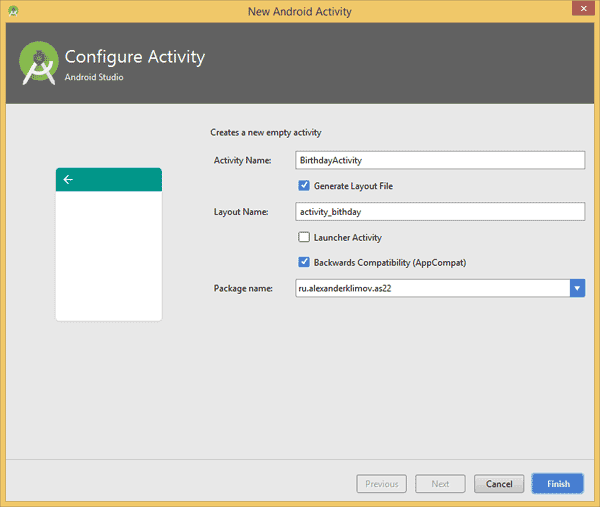 New Android Activity
Configure Activity
Android Studio
Creates a new empty activity
Activity Name: BirthdayActivity
Generate Layout File
Layout Name: activity_bithday
Launcher Activity
Backwards Compatibility (AppCompat)
Package name: ru.alexanderklimov.as22
Previous Next Cancel Finish